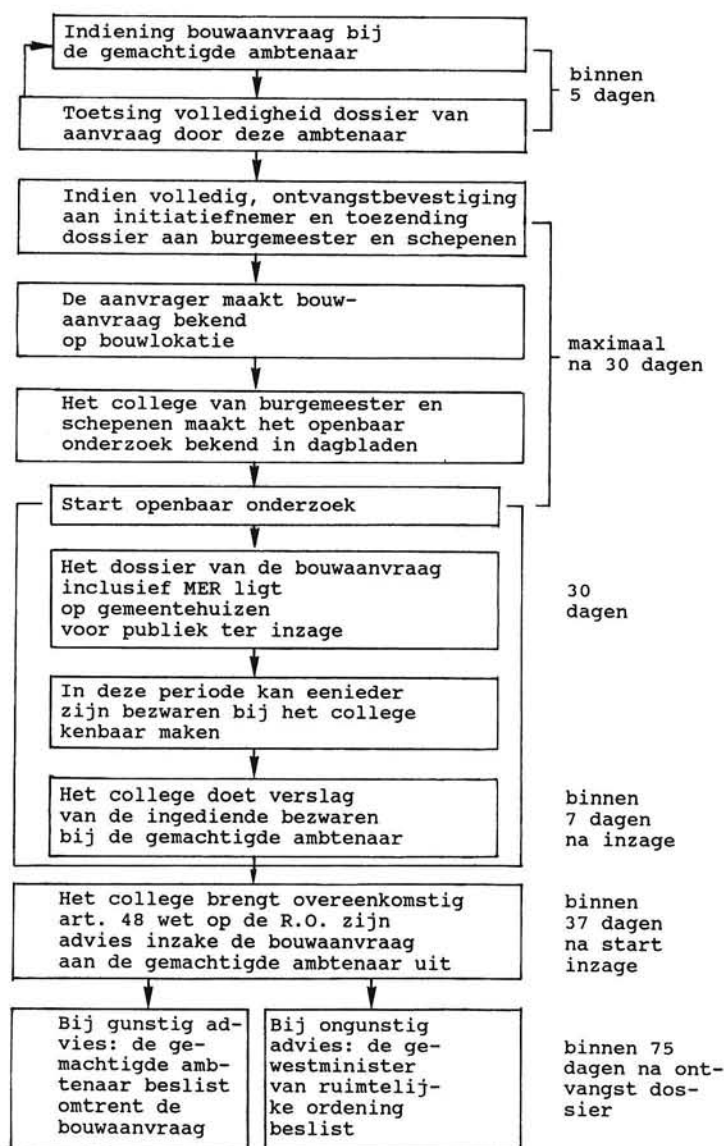 Indiening bouwaanvraag bij
de gemachtigde ambtenaar
binnen
5 dagen
Toetsing volledigheid dossier van
aanvraag door deze ambtenaar
Indien volledig, ontvangstbevestiging
aan initiatiefnemer en toezending
dossier aan burgemeester en schepenen
De aanvrager maakt bouw-
aanvraag bekend
op bouwlokatie
maximaal
na 30 dagen
Het college van burgemeester en
schepenen maakt het openbaar
onderzoek bekend in dagbladen
Start openbaar onderzoek
Het dossier van de bouwaanvraag
inclusief MER ligt
op gemeentehuizen
voor publiek ter inzage
30
dagen
In deze periode kan eenieder
zijn bezwaren bij het college
kenbaar maken
Het college doet verslag
van de ingediende bezwaren
bij de gemachtigde ambtenaar
binnen
7 dagen
na inzage
Het college brengt overeenkomstig
art. 48 wet op de R.O. zijn
advies inzake de bouwaanvraag
aan de gemachtigde ambtenaar uit
binnen
37 dagen
na start
inzage
Bij gunstig ad-
vies: de ge-
machtigde amb-
tenaar beslist
omtrent de
bouwaanvraag
Bij ongunstig
advies: de ge-
westminister
van ruimtelij-
ke ordening
beslist
binnen 75
dagen na ont-
vangst dos-
sier